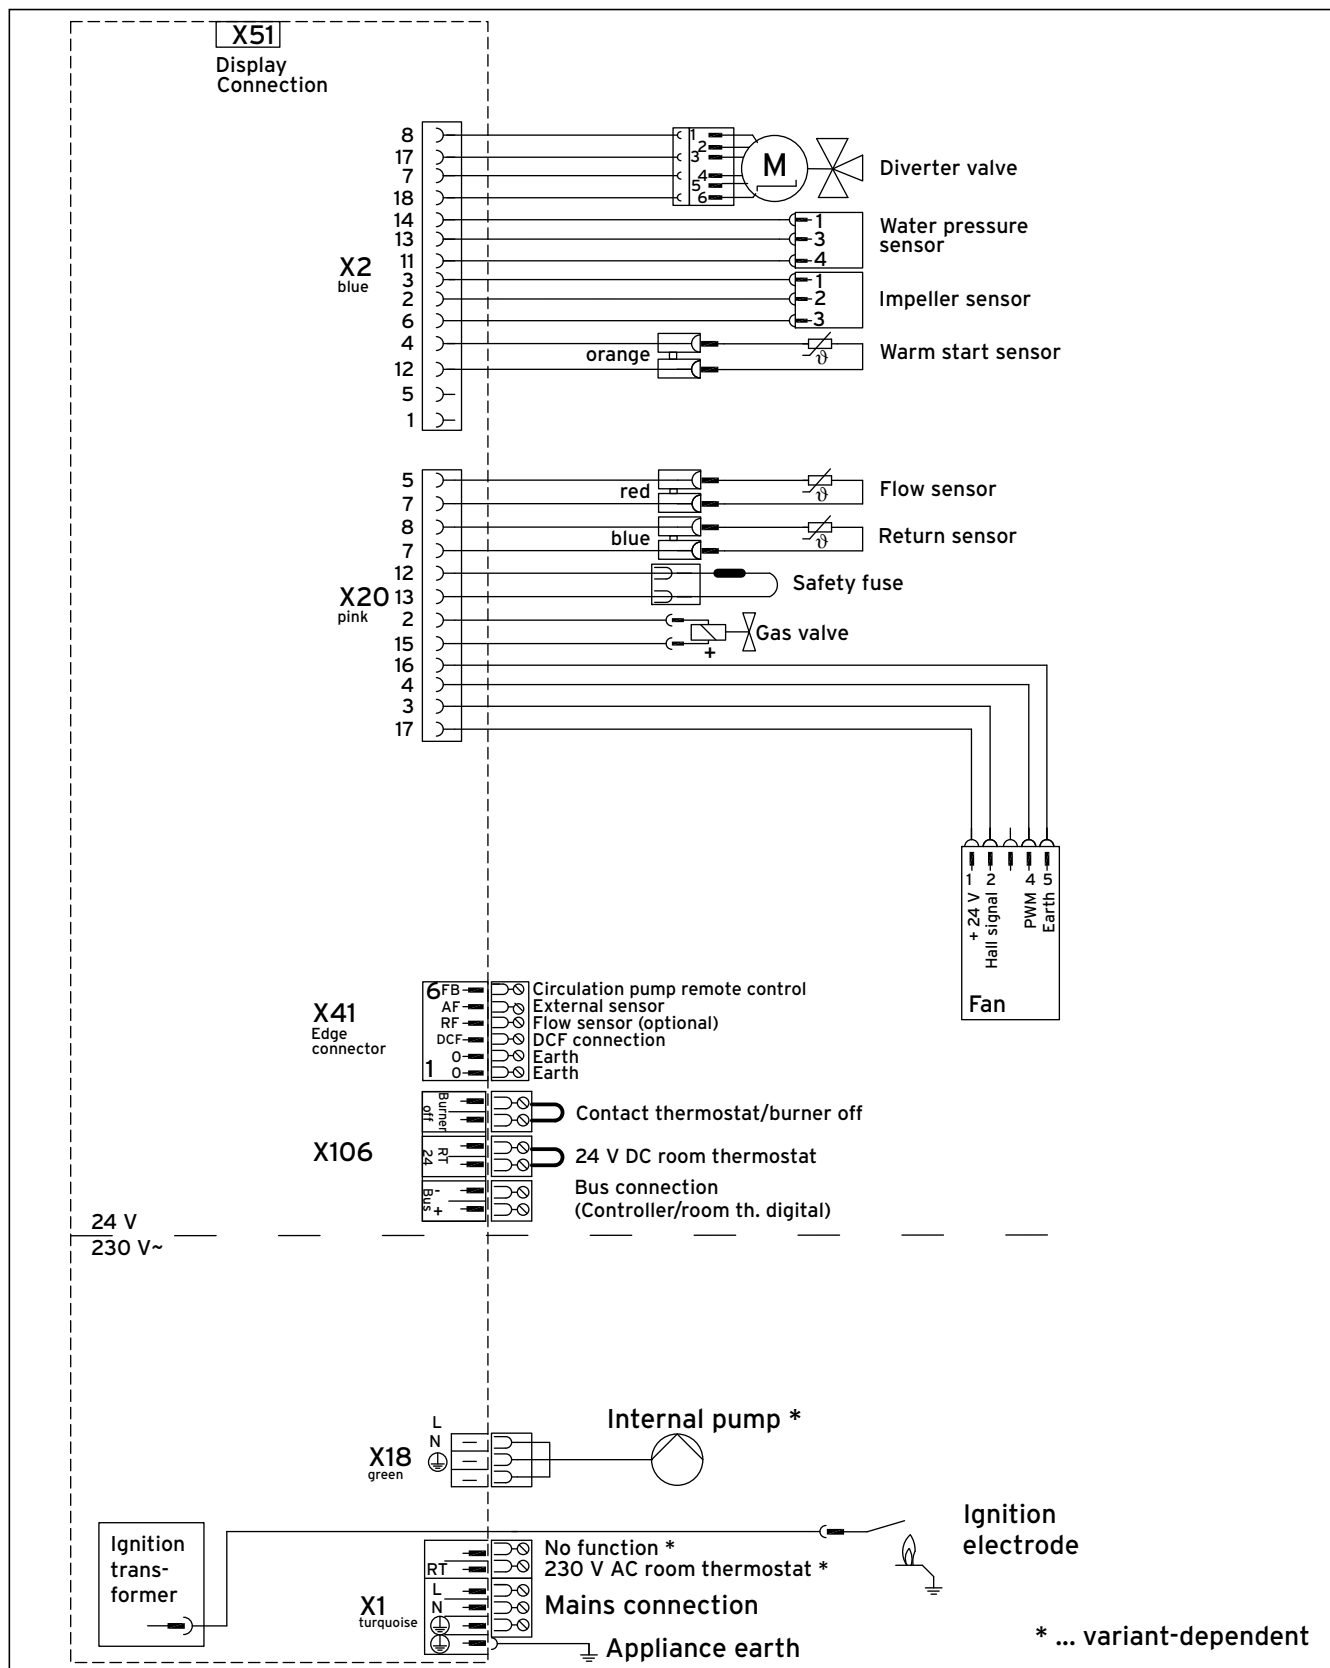 X51
Display
Connection
8
17
7
18
14
13
11
3
2
6
4
12
5
1
X2
blue
1
2
3
4
5
6
M
Diverter valve
1
3
4
Water pressure
sensor
1
2
3
Impeller sensor
orange
ϑ
Warm start sensor
5
7
8
7
12
13
2
15
16
4
3
17
X20
pink
red
ϑ
Flow sensor
blue
ϑ
Return sensor
Safety fuse
+
Gas valve
1 2 4 5
+ 24 V
Hall signal
PWM
Earth
Fan
X41
Edge
connector
6 FB Circulation pump remote control
AF External sensor
RF Flow sensor (optional)
DCF DCF connection
0 Earth
1 0 Earth
X106
Burner
off
Contact thermostat/burner off
RT
24
24 V DC room thermostat
Bus
-
+
Bus connection
(Controller/room th. digital)
24 V
230 V~
L
N
X18
green
Internal pump *
Ignition
trans-
former
Ignition
electrode
No function *
RT 230 V AC room thermostat *
L
N
X1
turquoise
Mains connection
Appliance earth
* ... variant-dependent